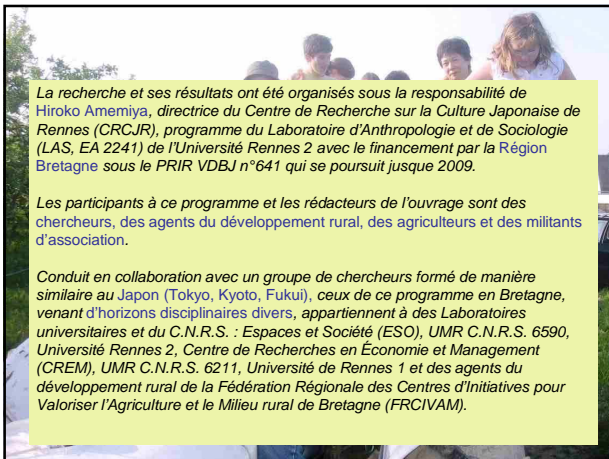 La recherche et ses résultats ont été organisés sous la responsabilité de
Hiroko Amemiya, directrice du Centre de Recherche sur la Culture Japonaise de
Rennes (CRCJR), programme du Laboratoire d'Anthropologie et de Sociologie
(LAS, EA 2241) de l'Université Rennes 2 avec le financement par la Région
Bretagne sous le PRIR VDBJ n°641 qui se poursuit jusque 2009.
Les participants à ce programme et les rédacteurs de l'ouvrage sont des
chercheurs, des agents du développement rural, des agriculteurs et des militants
d'association.
Conduit en collaboration avec un groupe de chercheurs formé de manière
similaire au Japon (Tokyo, Kyoto, Fukui), ceux de ce programme en Bretagne,
venant d'horizons disciplinaires divers, appartiennent à des Laboratoires
universitaires et du C.N.R.S. : Espaces et Société (ESO), UMR C.N.R.S. 6590,
Université Rennes 2, Centre de Recherches en Économie et Management
(CREM), UMR C.N.R.S. 6211, Université de Rennes 1 et des agents du
développement rural de la Fédération Régionale des Centres d'Initiatives pour
Valoriser l'Agriculture et le Milieu rural de Bretagne (FRCIVAM).